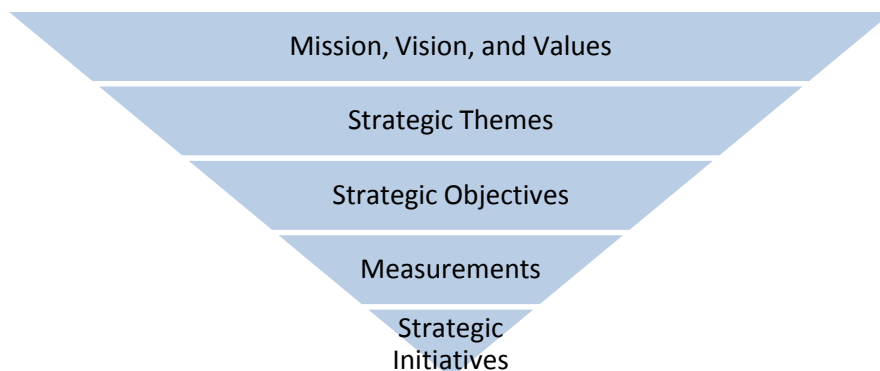 Mission, Vision, and Values
Strategic Themes
Strategic Objectives
Measurements
Strategic
Initiatives